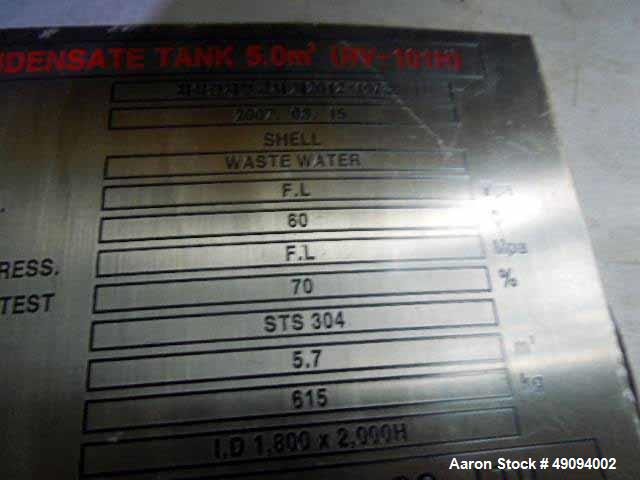 NDENSATE TANK 5.0m³ (RV-101H)
2007. 03. 15
SHELL
WASTE WATER
F.L
60
F.L Mpa
RESS. 70 %
TEST
STS 304
5.7 m³
615 kg
I.D 1,800 x 2,000H
Aaron Stock # 49094002